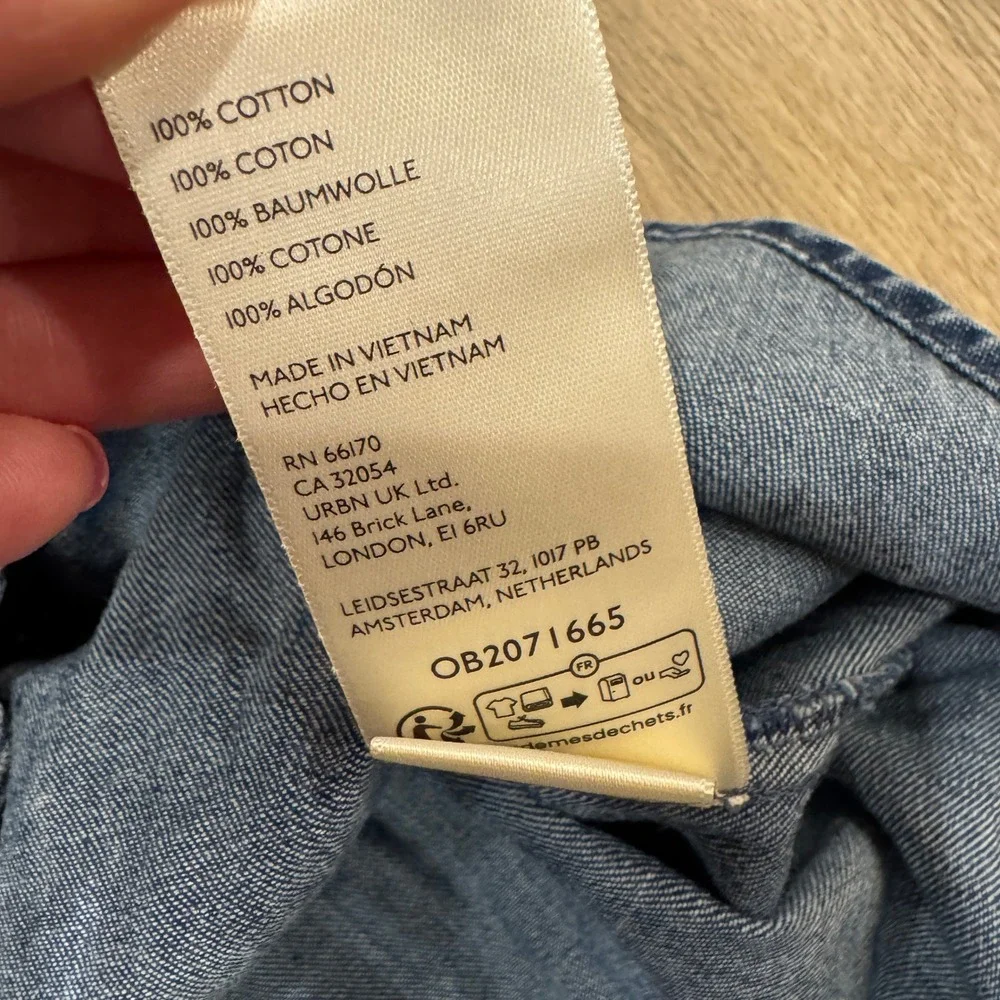 100% COTTON
100% COTON
100% BAUMWOLLE
100% COTONE
100% ALGODÓN
MADE IN VIETNAM
HECHO EN VIETNAM
RN 66170
CA 32054
URBN UK Ltd.
146 Brick Lane,
LONDON, E1 6RU
LEIDSESTRAAT 32, 1017 PB
AMSTERDAM, NETHERLANDS
OB2071665
FR
ou